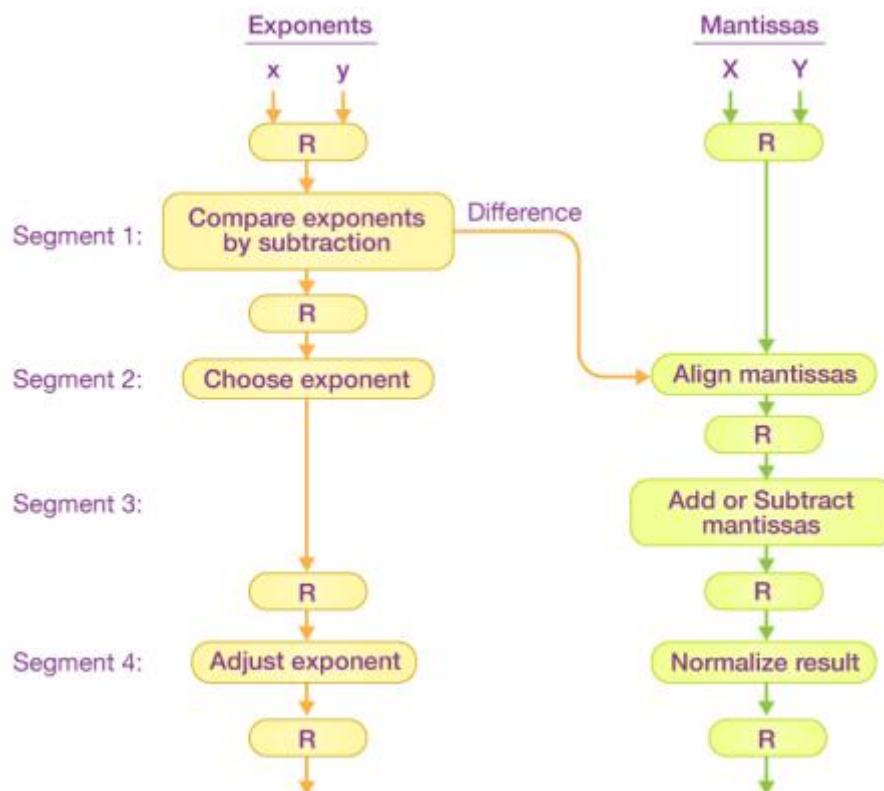 Exponents
Mantissas
x y
X Y
R
R
Segment 1:
Compare exponents
by subtraction
Difference
R
Segment 2:
Choose exponent
Align mantissas
R
Segment 3:
Add or Subtract
mantissas
R
R
Segment 4:
Adjust exponent
Normalize result
R
R